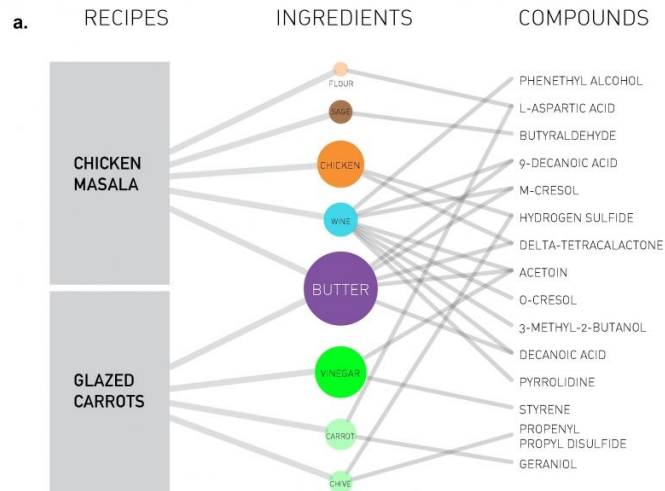 a.
RECIPES
INGREDIENTS
COMPOUNDS
CHICKEN
MASALA
GLAZED
CARROTS
FLOUR
SAGE
CHICKEN
WINE
BUTTER
VINEGAR
CARROT
CHIVE
PHENETHYL ALCOHOL
L-ASPARTIC ACID
BUTYRALDEHYDE
9-DECANOIC ACID
M-CRESOL
HYDROGEN SULFIDE
DELTA-TETRACALACTONE
ACETOIN
O-CRESOL
3-METHYL-2-BUTANOL
DECANOIC ACID
PYRROLIDINE
STYRENE
PROPENYL
PROPYL DISULFIDE
GERANIOL